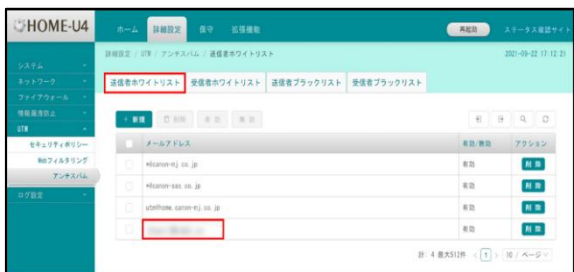 HOME-U4
ホーム 詳細設定 保守 拡張機能
再起動 ステータス確認サイト
詳細設定 / UTM / アンチスパム / 送信者ホワイトリスト 2021-09-22 17:12:21
システム
ネットワーク
ファイアウォール
情報漏洩防止
UTM
セキュリティポリシー
Webフィルタリング
アンチスパム
ログ設定
送信者ホワイトリスト 受信者ホワイトリスト 送信者ブラックリスト 受信者ブラックリスト
+ 新規 削除 有効 無効
メールアドレス 有効/無効 アクション
*@canon-mj.co.jp 有効 削除
*@canon-sas.co.jp 有効 削除
utm@home.canon-mj.co.jp 有効 削除
有効 削除
計: 4 最大512件 < 1 > 10 / ページ